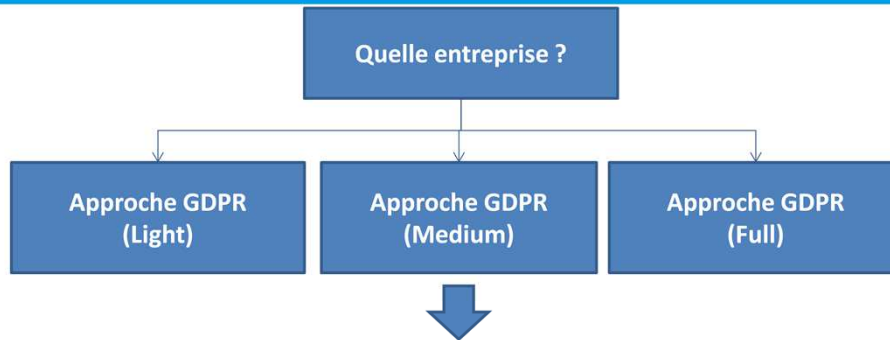 Quelle entreprise ?
Approche GDPR
(Light)
Approche GDPR
(Medium)
Approche GDPR
(Full)